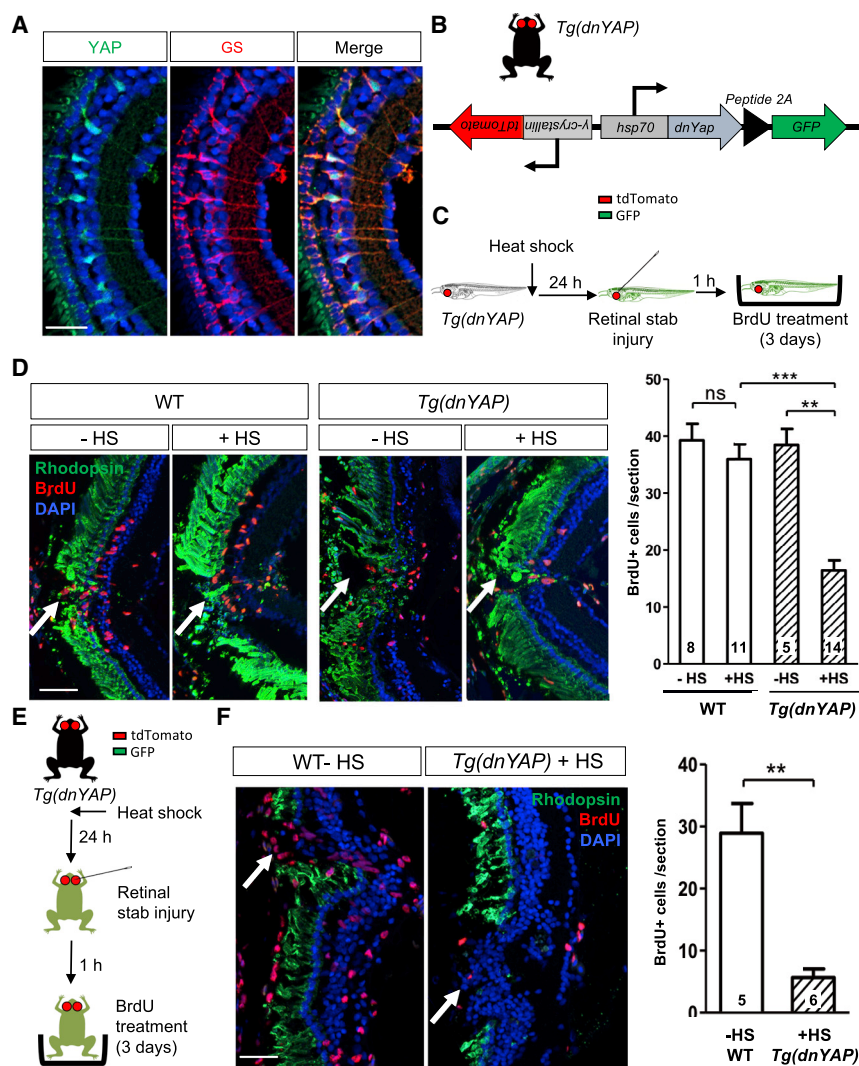 A
YAP
GS
Merge
B
Tg(dnYAP)
Peptide 2A
tdTomato
γ-crystallin
hsp70
dnYap
GFP
tdTomato
GFP
C
Heat shock
24 h
1 h
Tg(dnYAP)
Retinal stab
injury
BrdU treatment
(3 days)
D
WT
Tg(dnYAP)
- HS
+ HS
- HS
+ HS
Rhodopsin
BrdU
DAPI
BrdU+ cells /section
50
40
30
20
10
0
ns
***
**
8
11
5
14
- HS
+HS
-HS
+HS
WT
Tg(dnYAP)
E
tdTomato
GFP
Tg(dnYAP)
Heat shock
24 h
Retinal
stab injury
1 h
BrdU
treatment
(3 days)
F
WT- HS
Tg(dnYAP) + HS
Rhodopsin
BrdU
DAPI
BrdU+ cells /section
40
30
20
10
0
**
5
6
-HS
+HS
WT
Tg(dnYAP)